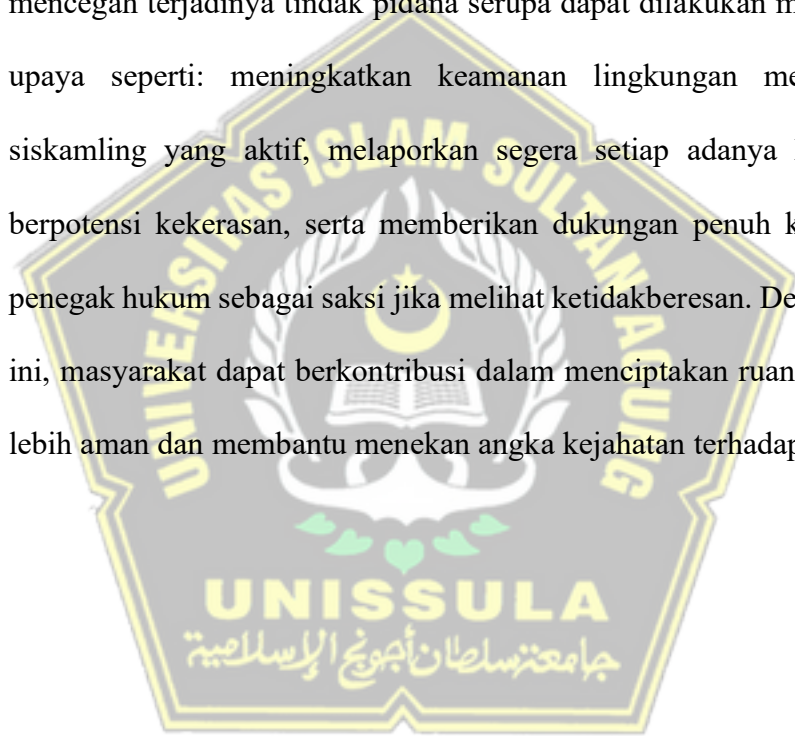 mencegah terjadinya tindak pidana serupa dapat dilakukan m
upaya seperti: meningkatkan keamanan lingkungan me
siskamling yang aktif, melaporkan segera setiap adanya
berpotensi kekerasan, serta memberikan dukungan penuh k
penegak hukum sebagai saksi jika melihat ketidakberesan. De
ini, masyarakat dapat berkontribusi dalam menciptakan ruan
lebih aman dan membantu menekan angka kejahatan terhadap
UNIVERSITAS ISLAM SULTAN AGUNG
UNISSULA
جامعتسلطان أجونج الإسلامية